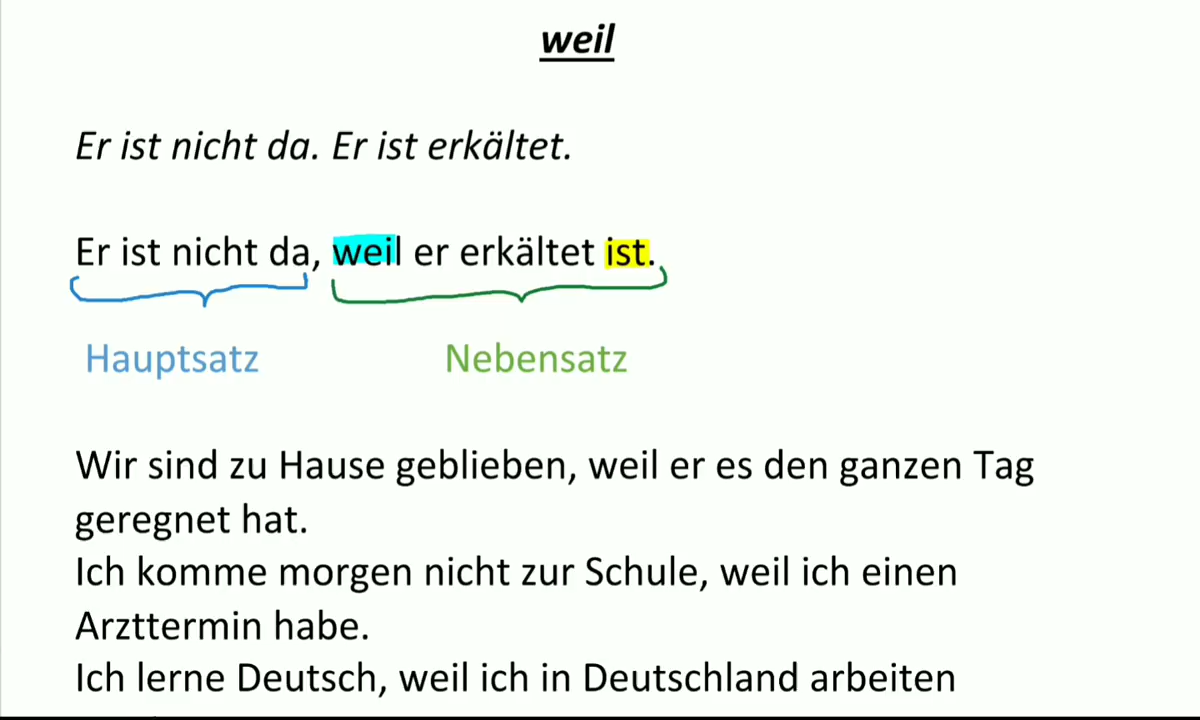 weil
Er ist nicht da. Er ist erkältet.
Er ist nicht da, weil er erkältet ist.
Hauptsatz Nebensatz
Wir sind zu Hause geblieben, weil er es den ganzen Tag
geregnet hat.
Ich komme morgen nicht zur Schule, weil ich einen
Arzttermin habe.
Ich lerne Deutsch, weil ich in Deutschland arbeiten